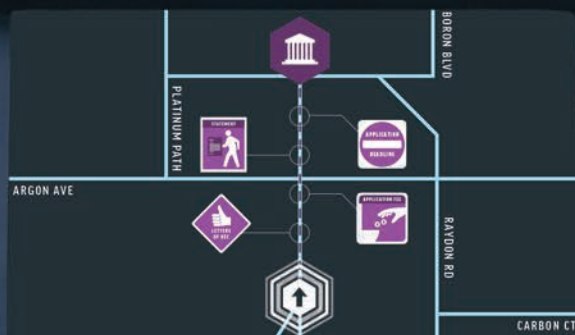 BORON BLVD
PLATINUM PATH
STATEMENT
APPLICATION
DEADLINE
ARGON AVE
LETTERS
OF REC
APPLICATION FEE
RAYDON RD
CARBON CT